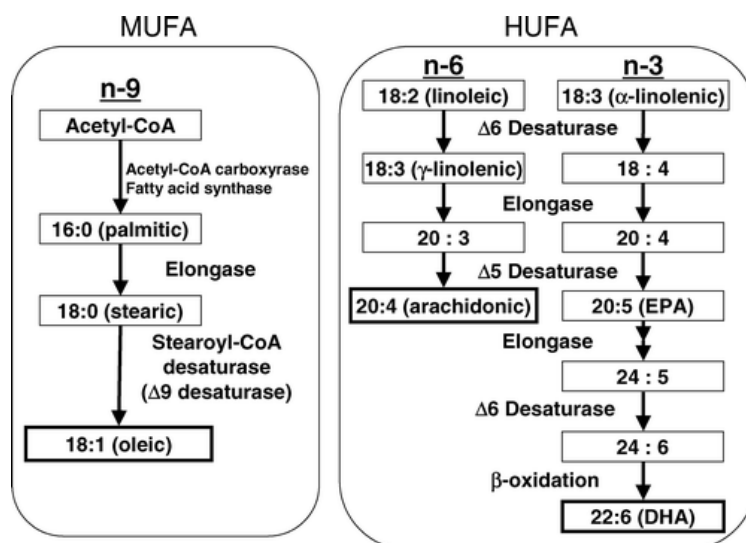 MUFA
n-9
Acetyl-CoA
Acetyl-CoA carboxyrase
Fatty acid synthase
16:0 (palmitic)
Elongase
18:0 (stearic)
Stearoyl-CoA
desaturase
(Δ9 desaturase)
18:1 (oleic)
HUFA
n-6
n-3
18:2 (linoleic)
18:3 (α-linolenic)
Δ6 Desaturase
18:3 (γ-linolenic)
18 : 4
Elongase
20 : 3
20 : 4
Δ5 Desaturase
20:4 (arachidonic)
20:5 (EPA)
Elongase
24 : 5
Δ6 Desaturase
24 : 6
β-oxidation
22:6 (DHA)